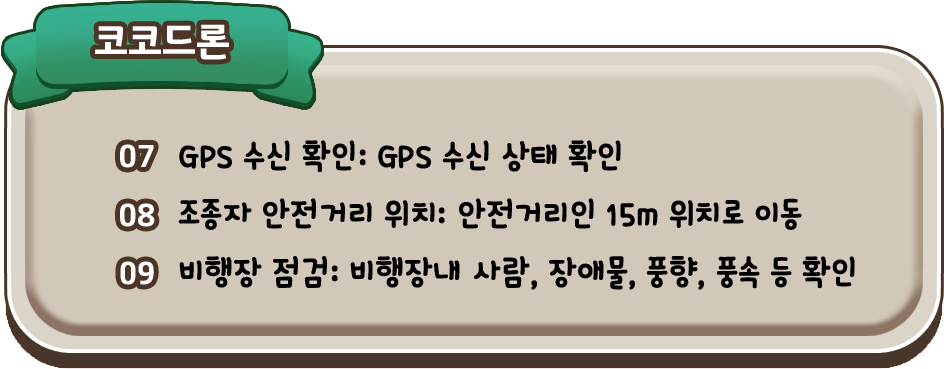 코코드론
07 GPS 수신 확인: GPS 수신 상태 확인
08 조종자 안전거리 위치: 안전거리인 15m 위치로 이동
09 비행장 점검: 비행장내 사람, 장애물, 풍향, 풍속 등 확인